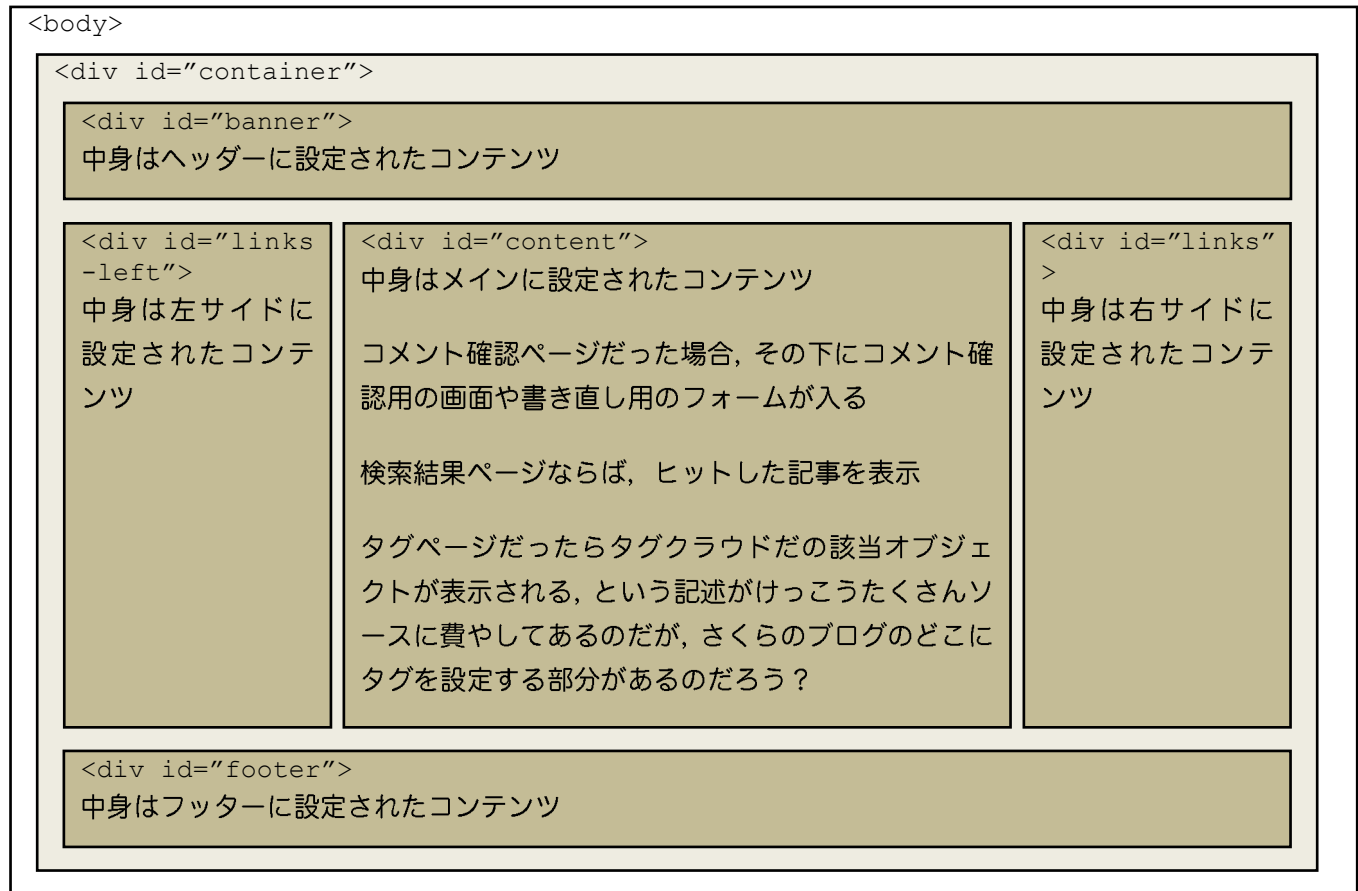 <body>
<div id="container">
<div id="banner">
中身はヘッダーに設定されたコンテンツ
<div id="links
-left">
中身は左サイドに
設定されたコンテ
ンツ
<div id="content">
中身はメインに設定されたコンテンツ
コメント確認ページだった場合，その下にコメント確
認用の画面や書き直し用のフォームが入る
検索結果ページならば，ヒットした記事を表示
タグページだったらタグクラウドだの該当オブジェ
クトが表示される，という記述がけっこうたくさんソ
ースに費やしてあるのだが，さくらのブログのどこに
タグを設定する部分があるのだろう？
<div id="links"
>
中身は右サイドに
設定されたコンテ
ンツ
<div id="footer">
中身はフッターに設定されたコンテンツ